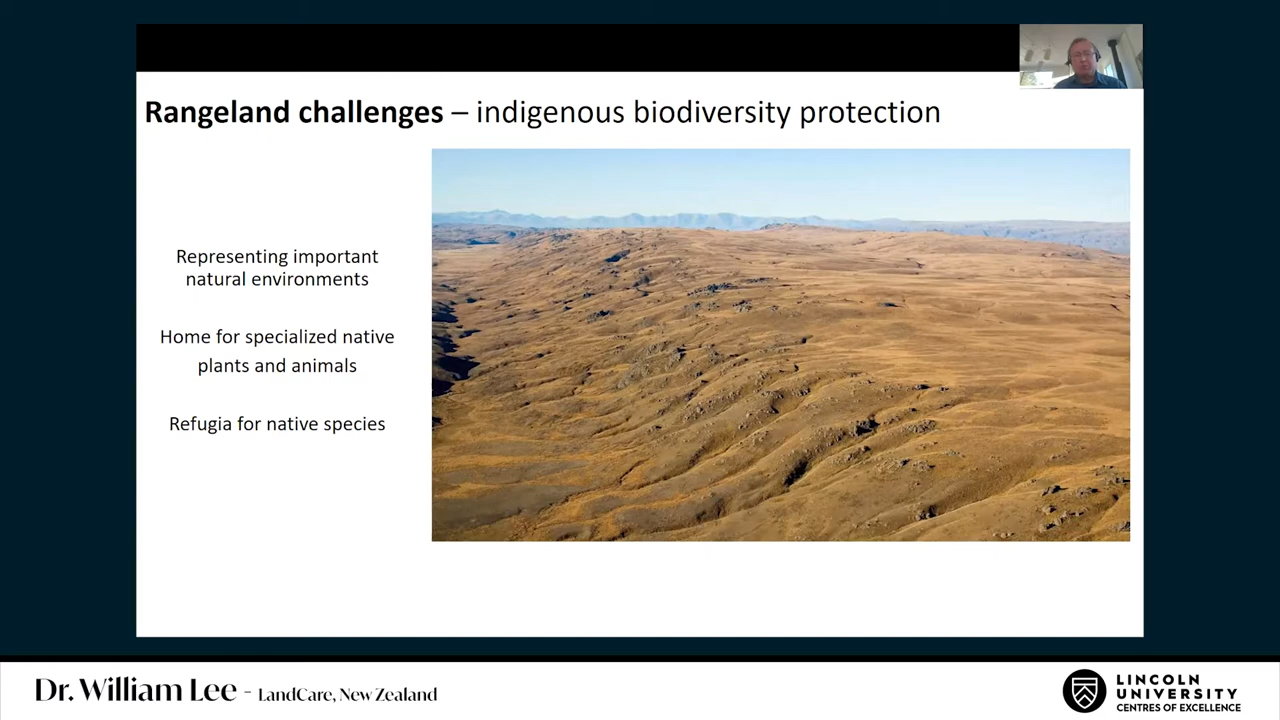 Rangeland challenges – indigenous biodiversity protection
Representing important
natural environments
Home for specialized native
plants and animals
Refugia for native species
Dr. William Lee - LandCare, New Zealand
LINCOLN
UNIVERSITY
CENTRES OF EXCELLENCE